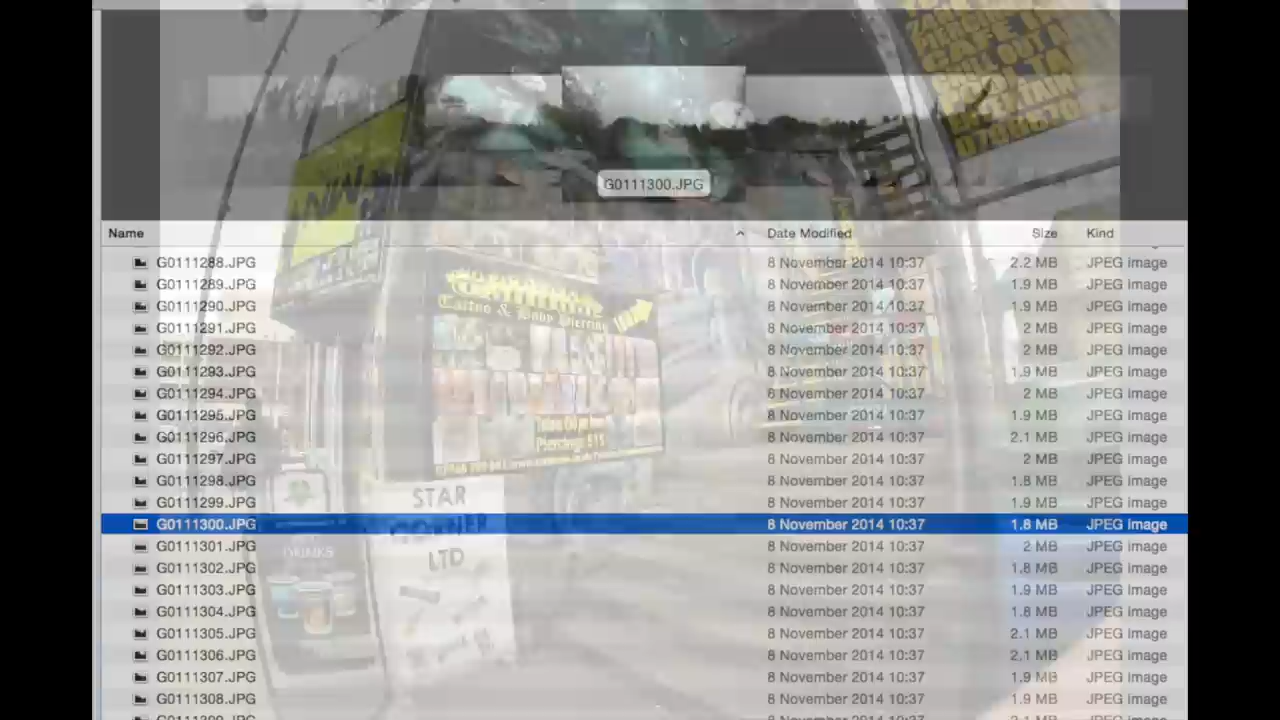 G0111300.JPG
Name Date Modified Size Kind
G0111288.JPG 8 November 2014 10:37 2.2 MB JPEG image
G0111289.JPG 8 November 2014 10:37 1.9 MB JPEG image
G0111290.JPG 8 November 2014 10:37 1.9 MB JPEG image
G0111291.JPG 8 November 2014 10:37 2 MB JPEG image
G0111292.JPG 8 November 2014 10:37 2 MB JPEG image
G0111293.JPG 8 November 2014 10:37 1.9 MB JPEG image
G0111294.JPG 8 November 2014 10:37 2 MB JPEG image
G0111295.JPG 8 November 2014 10:37 1.9 MB JPEG image
G0111296.JPG 8 November 2014 10:37 2.1 MB JPEG image
G0111297.JPG 8 November 2014 10:37 2 MB JPEG image
G0111298.JPG 8 November 2014 10:37 1.8 MB JPEG image
G0111299.JPG 8 November 2014 10:37 1.9 MB JPEG image
G0111300.JPG 8 November 2014 10:37 1.8 MB JPEG image
G0111301.JPG 8 November 2014 10:37 2 MB JPEG image
G0111302.JPG 8 November 2014 10:37 1.8 MB JPEG image
G0111303.JPG 8 November 2014 10:37 1.9 MB JPEG image
G0111304.JPG 8 November 2014 10:37 1.8 MB JPEG image
G0111305.JPG 8 November 2014 10:37 2.1 MB JPEG image
G0111306.JPG 8 November 2014 10:37 2.1 MB JPEG image
G0111307.JPG 8 November 2014 10:37 1.9 MB JPEG image
G0111308.JPG 8 November 2014 10:37 1.9 MB JPEG image
CAFE
CHILL OUT
Tattoo & Body Piercing
Piercings £15
STAR
CORNER
LTD
DRINKS